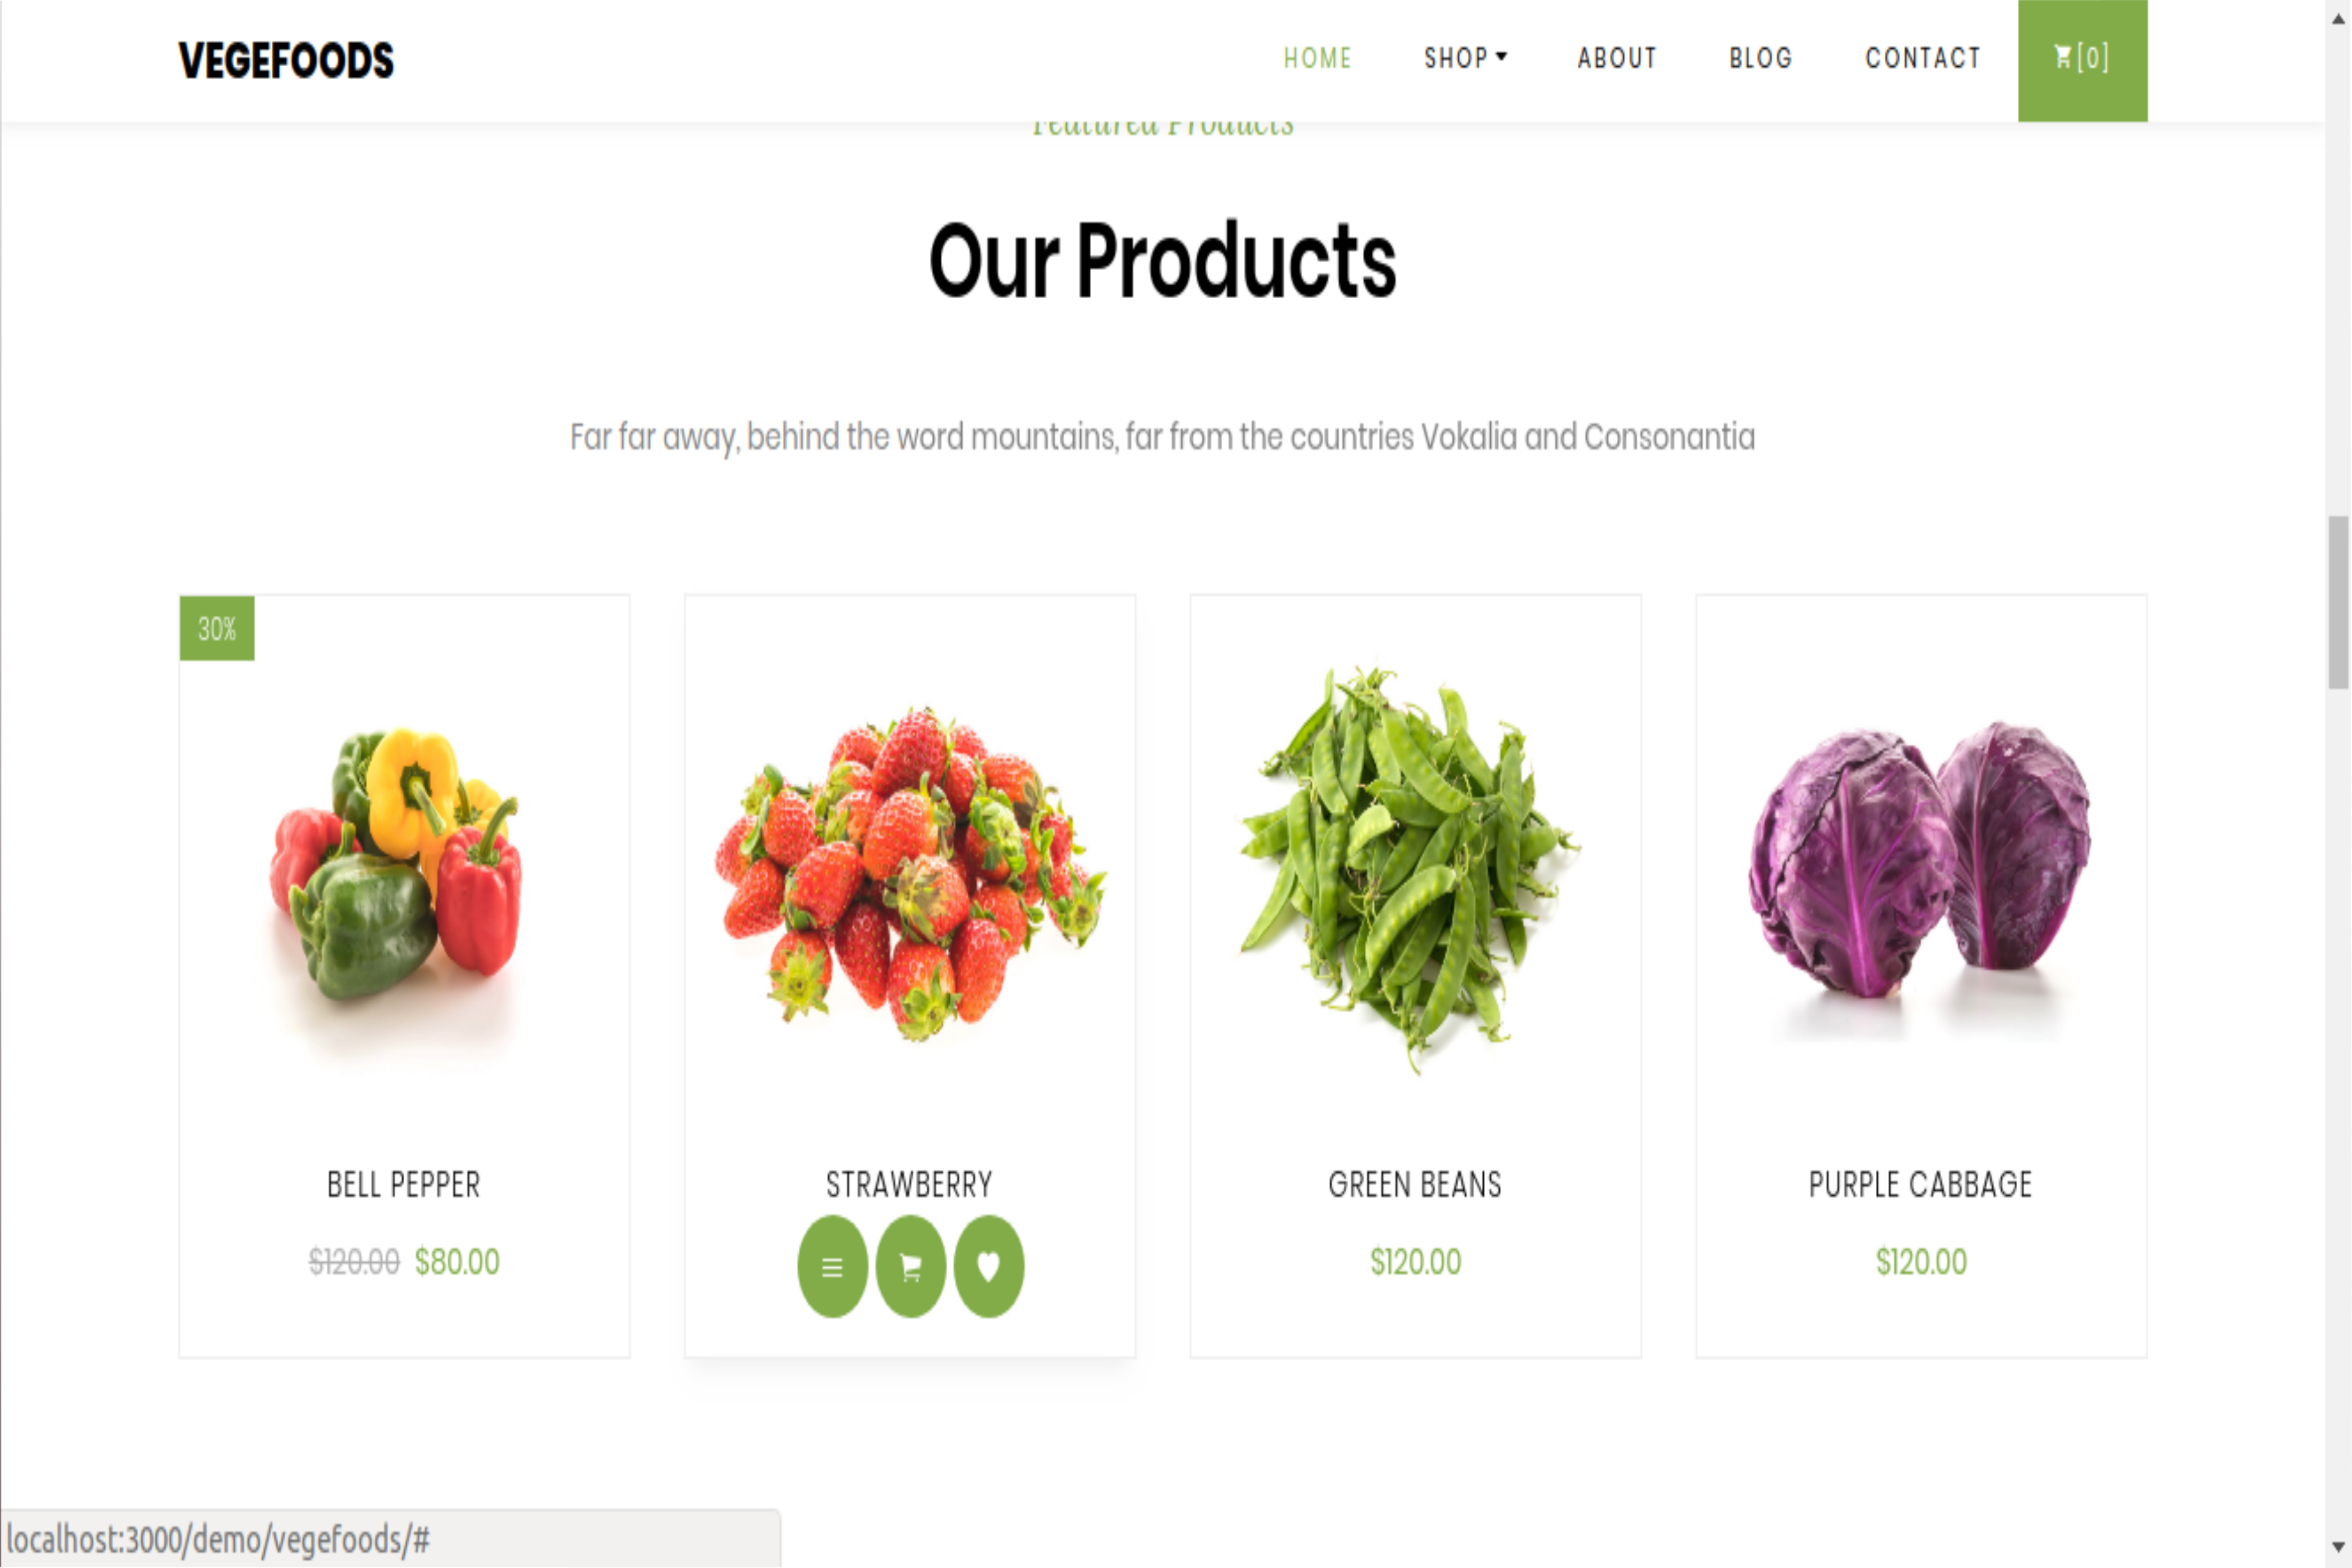 VEGEFOODS
HOME SHOP ABOUT BLOG CONTACT [0]
Featured Products
Our Products
Far far away, behind the word mountains, far from the countries Vokalia and Consonantia
30%
BELL PEPPER
$120.00 $80.00
STRAWBERRY
GREEN BEANS
$120.00
PURPLE CABBAGE
$120.00
localhost:3000/demo/vegefoods/#